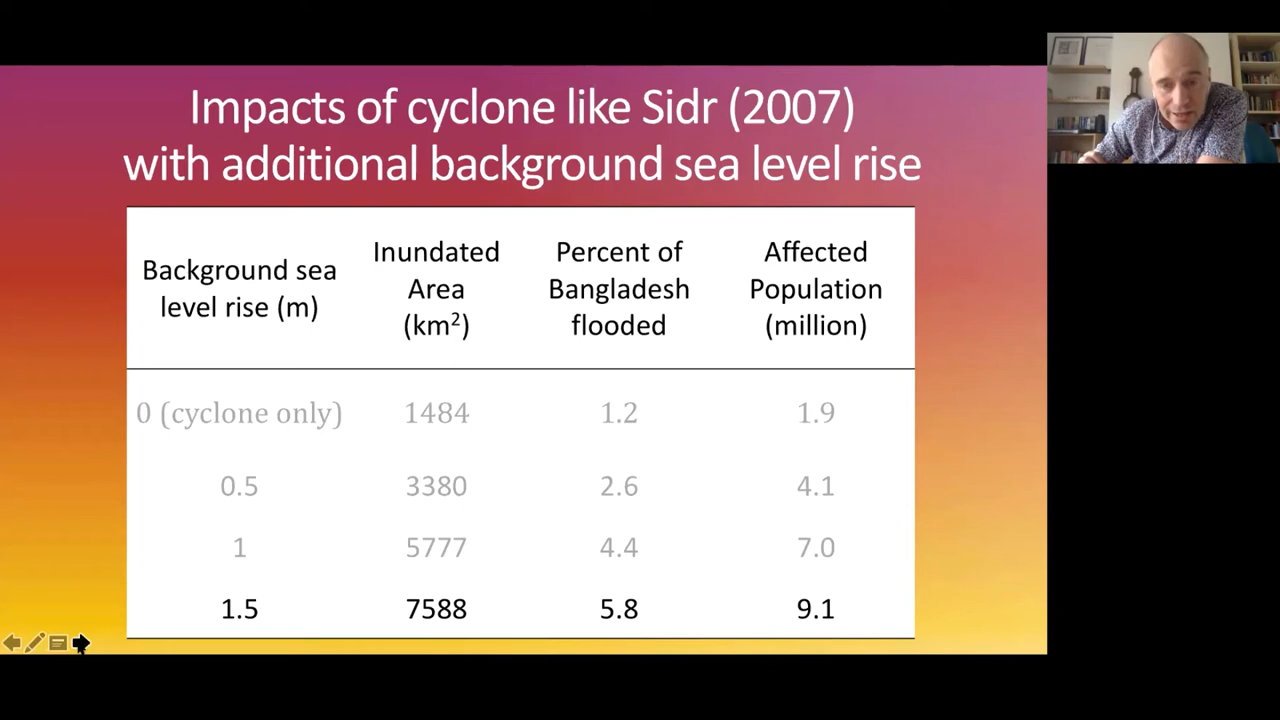 Impacts of cyclone like Sidr (2007)
with additional background sea level rise
Background sea level rise (m) Inundated Area (km²) Percent of Bangladesh flooded Affected Population (million)
0 (cyclone only) 1484 1.2 1.9
0.5 3380 2.6 4.1
1 5777 4.4 7.0
1.5 7588 5.8 9.1